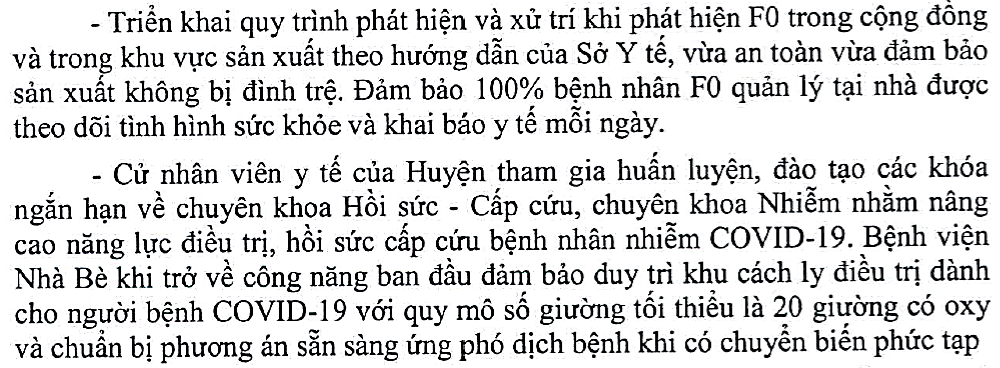 - Triển khai quy trình phát hiện và xử trí khi phát hiện F0 trong cộng đồng
và trong khu vực sản xuất theo hướng dẫn của Sở Y tế, vừa an toàn vừa đảm bảo
sản xuất không bị đình trệ. Đảm bảo 100% bệnh nhân F0 quản lý tại nhà được
theo dõi tình hình sức khỏe và khai báo y tế mỗi ngày.
- Cử nhân viên y tế của Huyện tham gia huấn luyện, đào tạo các khóa
ngắn hạn về chuyên khoa Hồi sức - Cấp cứu, chuyên khoa Nhiễm nhằm nâng
cao năng lực điều trị, hồi sức cấp cứu bệnh nhân nhiễm COVID-19. Bệnh viện
Nhà Bè khi trở về công năng ban đầu đảm bảo duy trì khu cách ly điều trị dành
cho người bệnh COVID-19 với quy mô số giường tối thiểu là 20 giường có oxy
và chuẩn bị phương án sẵn sàng ứng phó dịch bệnh khi có chuyển biến phức tạp